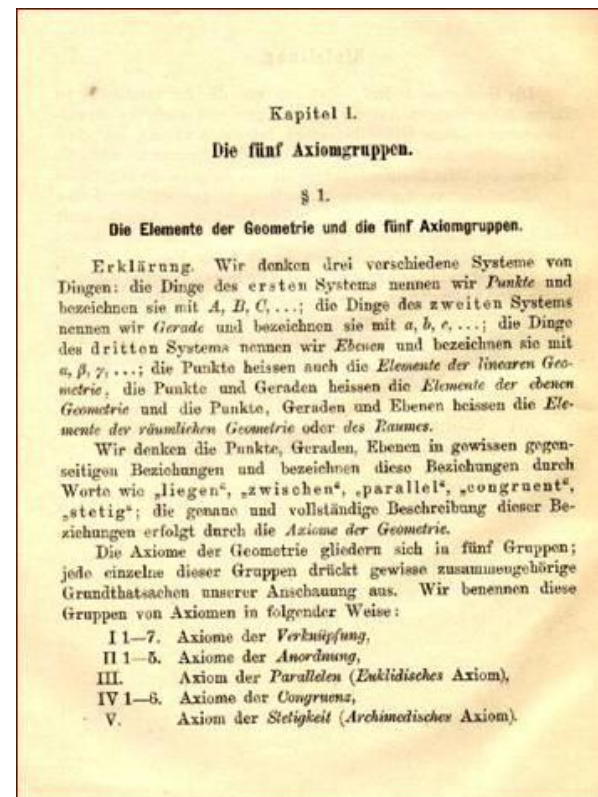 Kapitel I.
Die fünf Axiomgruppen.
§ 1.
Die Elemente der Geometrie und die fünf Axiomgruppen.
Erklärung. Wir denken drei verschiedene Systeme von
Dingen: die Dinge des ersten Systems nennen wir Punkte und
bezeichnen sie mit A, B, C, ...; die Dinge des zweiten Systems
nennen wir Gerade und bezeichnen sie mit a, b, c, ...; die Dinge
des dritten Systems nennen wir Ebenen und bezeichnen sie mit
α, β, γ, ...; die Punkte heissen auch die Elemente der linearen Geo-
metrie, die Punkte und Geraden heissen die Elemente der ebenen
Geometrie und die Punkte, Geraden und Ebenen heissen die Ele-
mente der räumlichen Geometrie oder des Raumes.
Wir denken die Punkte, Geraden, Ebenen in gewissen gegen-
seitigen Beziehungen und bezeichnen diese Beziehungen durch
Worte wie „liegen“, „zwischen“, „parallel“, „congruent“,
„stetig“; die genaue und vollständige Beschreibung dieser Be-
ziehungen erfolgt durch die Axiome der Geometrie.
Die Axiome der Geometrie gliedern sich in fünf Gruppen;
jede einzelne dieser Gruppen drückt gewisse zusammengehörige
Grundthatsachen unserer Anschauung aus. Wir benennen diese
Gruppen von Axiomen in folgender Weise:
I 1—7. Axiome der Verknüpfung,
II 1—5. Axiome der Anordnung,
III. Axiom der Parallelen (Euklidisches Axiom),
IV 1—6. Axiome der Congruenz,
V. Axiom der Stetigkeit (Archimedisches Axiom).